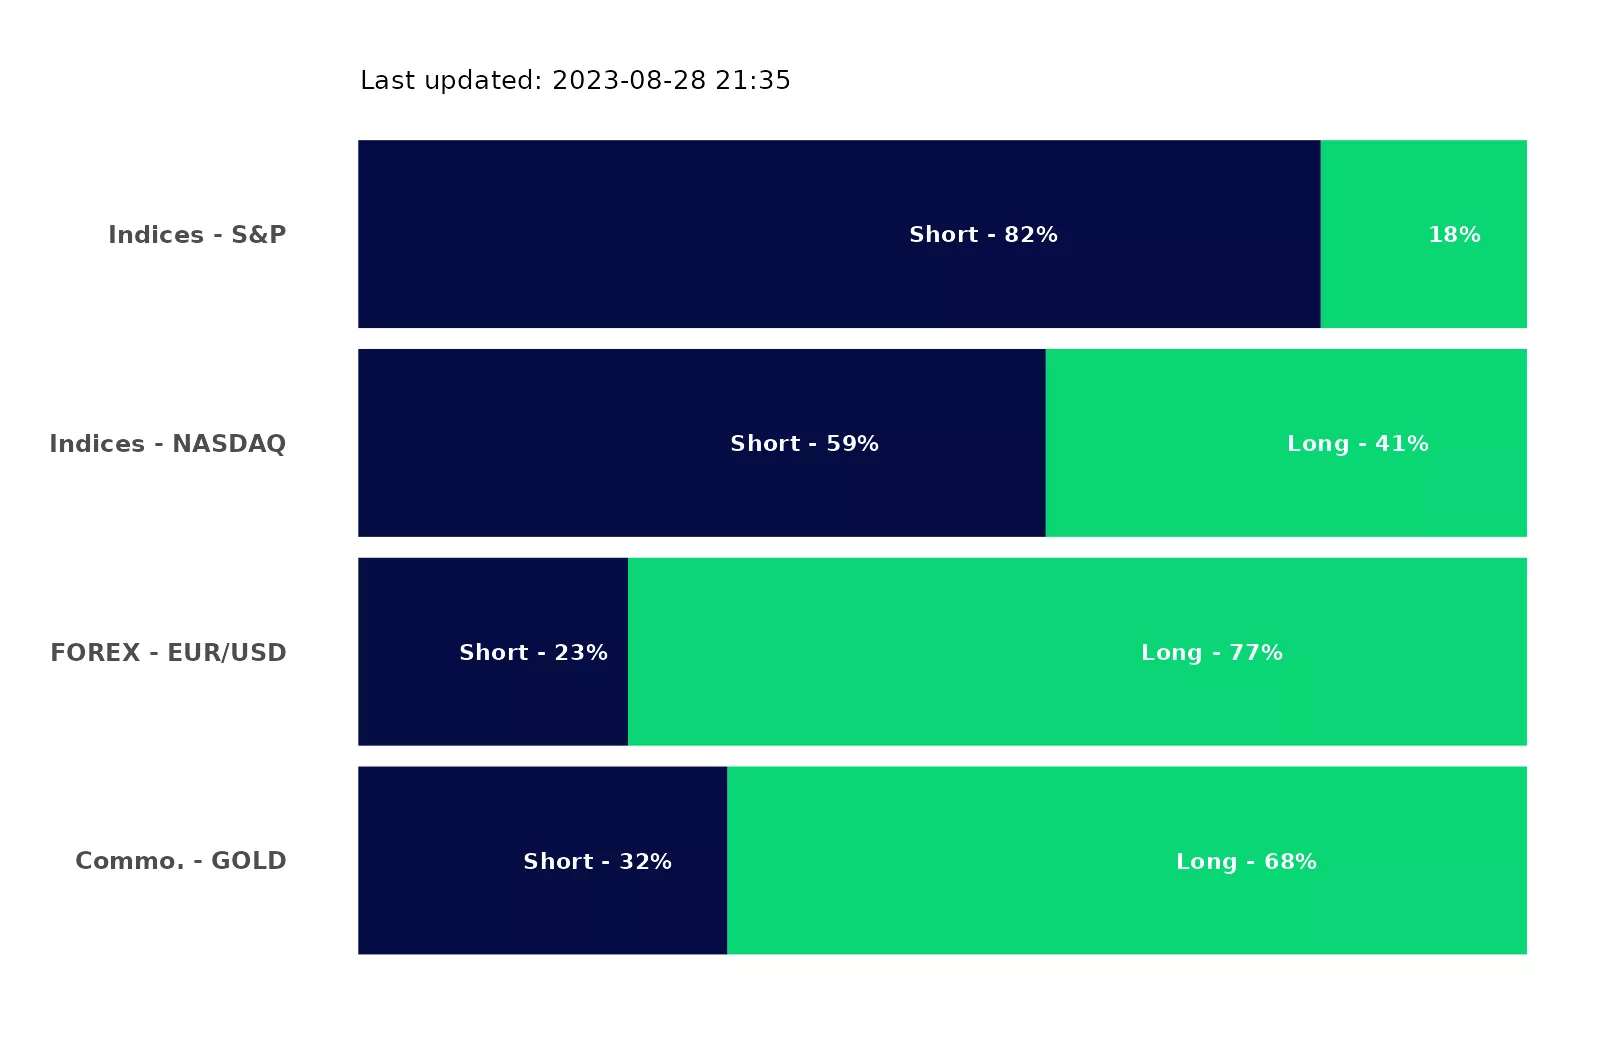 Last updated: 2023-08-28 21:35
Indices - S&P
Short - 82%
18%
Indices - NASDAQ
Short - 59%
Long - 41%
FOREX - EUR/USD
Short - 23%
Long - 77%
Commo. - GOLD
Short - 32%
Long - 68%